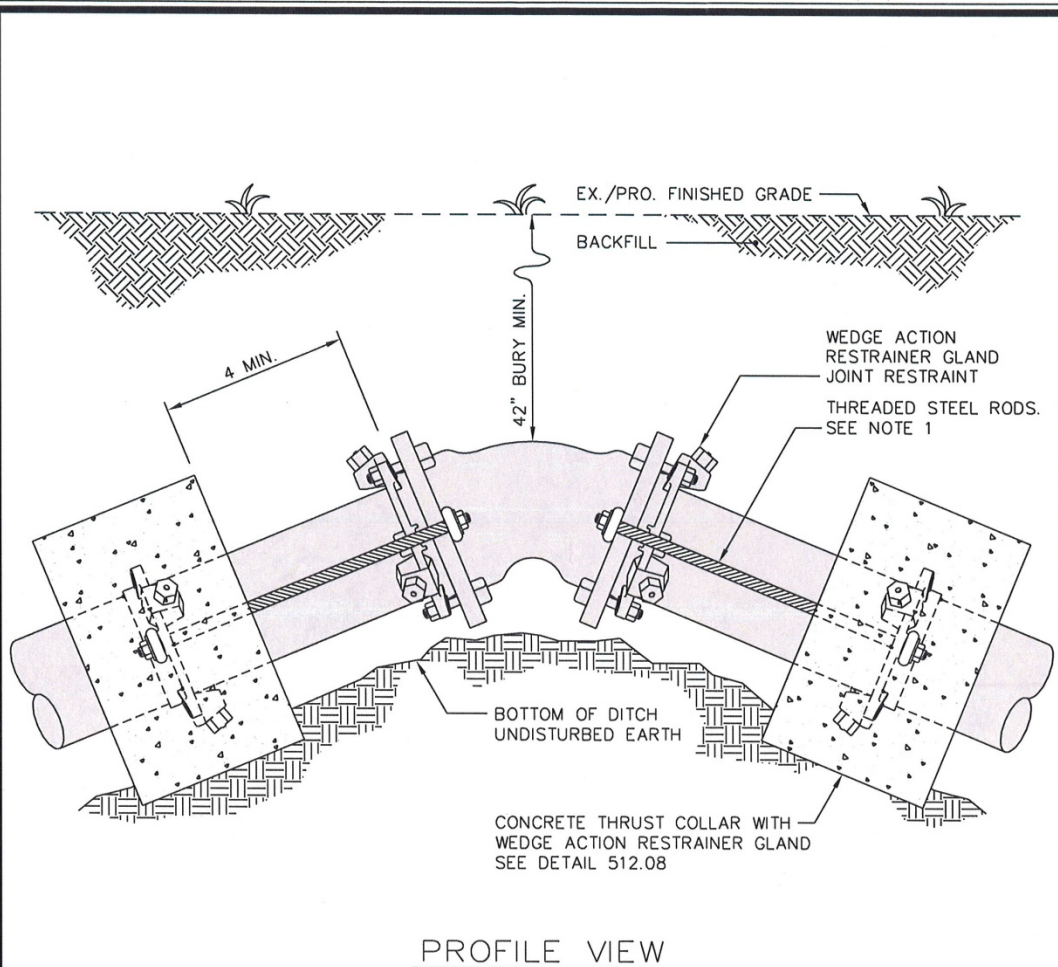 EX./PRO. FINISHED GRADE
BACKFILL
42" BURY MIN.
4 MIN.
WEDGE ACTION
RESTRAINER GLAND
JOINT RESTRAINT
THREADED STEEL RODS.
SEE NOTE 1
BOTTOM OF DITCH
UNDISTURBED EARTH
CONCRETE THRUST COLLAR WITH
WEDGE ACTION RESTRAINER GLAND
SEE DETAIL 512.08
PROFILE VIEW